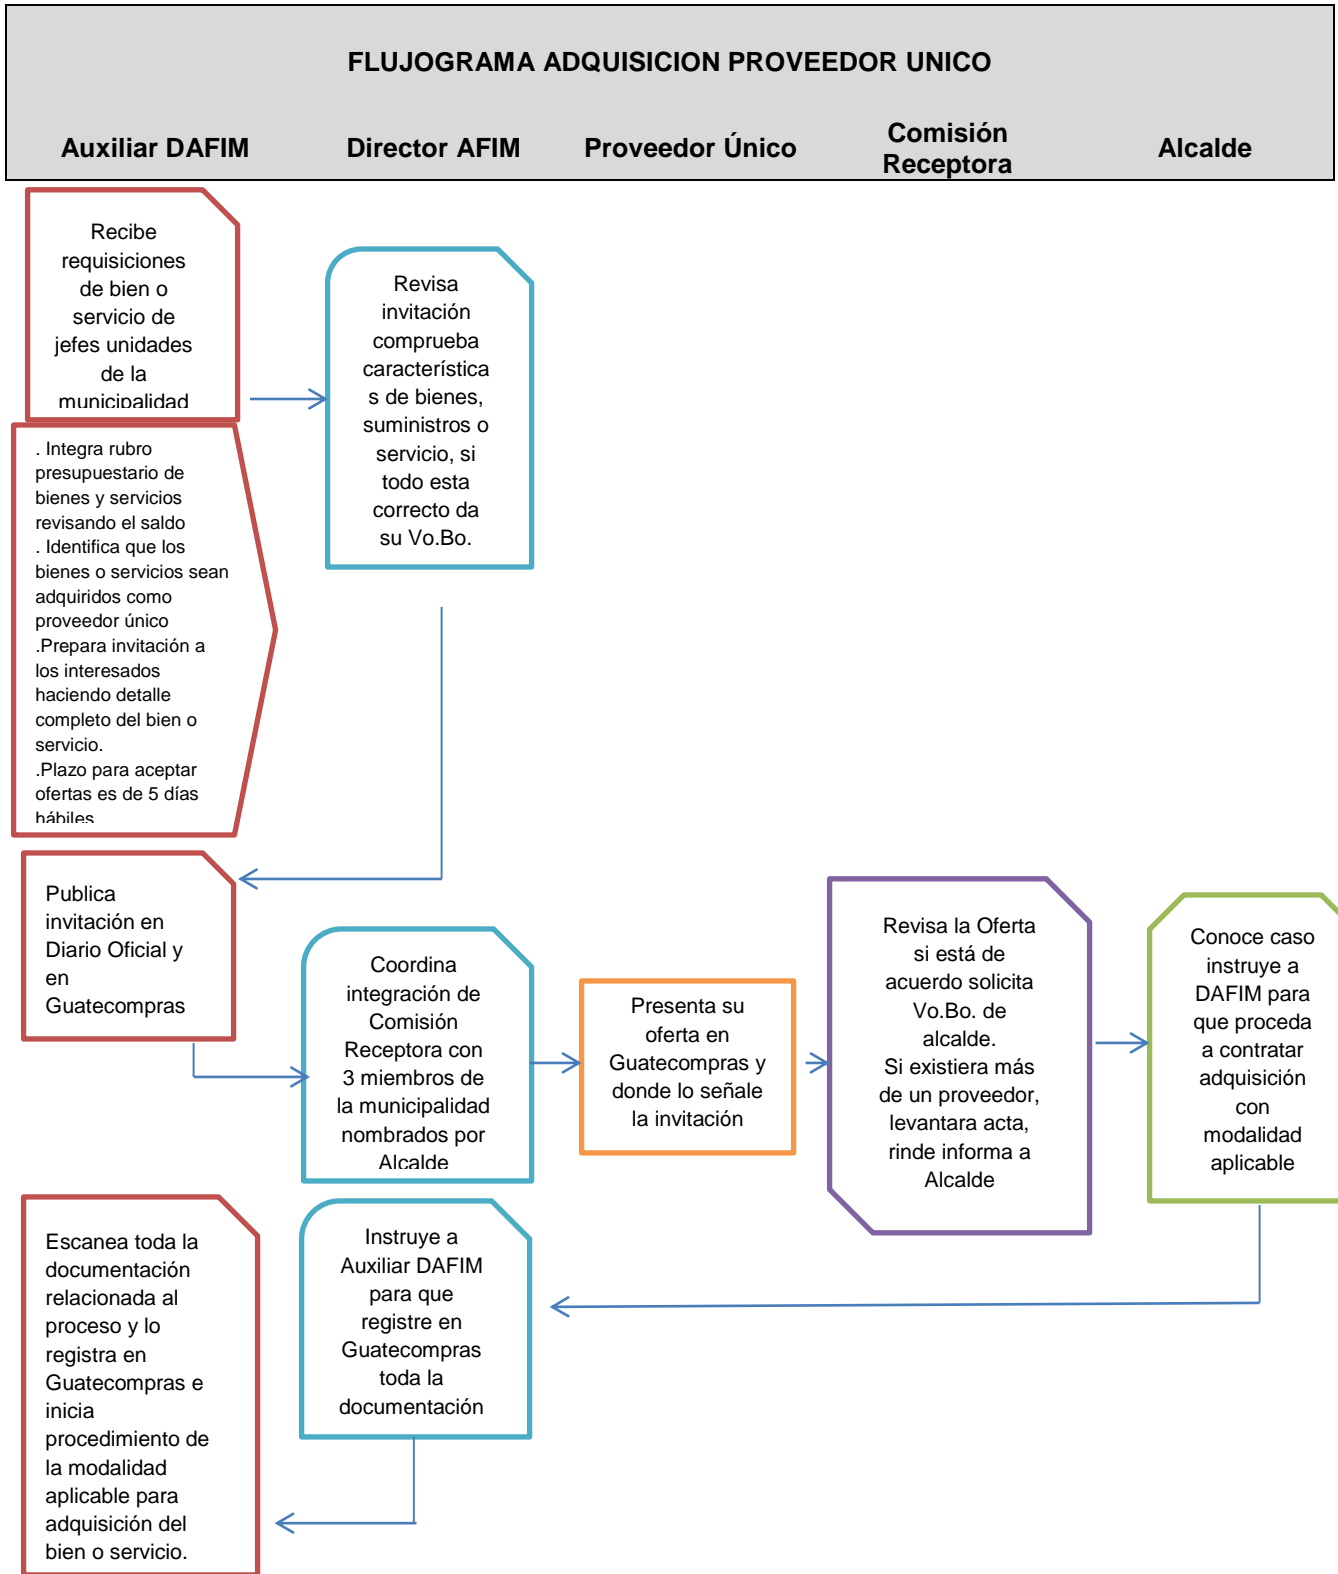 FLUJOGRAMA ADQUISICION PROVEEDOR UNICO
Auxiliar DAFIM
Director AFIM
Proveedor Único
Comisión
Receptora
Alcalde
Recibe
requisiciones
de bien o
servicio de
jefes unidades
de la
municipalidad
. Integra rubro
presupuestario de
bienes y servicios
revisando el saldo
. Identifica que los
bienes o servicios sean
adquiridos como
proveedor único
.Prepara invitación a
los interesados
haciendo detalle
completo del bien o
servicio.
.Plazo para aceptar
ofertas es de 5 días
hábiles
Revisa
invitación
comprueba
característica
s de bienes,
suministros o
servicio, si
todo esta
correcto da
su Vo.Bo.
Publica
invitación en
Diario Oficial y
en
Guatecompras
Coordina
integración de
Comisión
Receptora con
3 miembros de
la municipalidad
nombrados por
Alcalde
Presenta su
oferta en
Guatecompras y
donde lo señale
la invitación
Revisa la Oferta
si está de
acuerdo solicita
Vo.Bo. de
alcalde.
Si existiera más
de un proveedor,
levantara acta,
rinde informa a
Alcalde
Conoce caso
instruye a
DAFIM para
que proceda
a contratar
adquisición
con
modalidad
aplicable
Instruye a
Auxiliar DAFIM
para que
registre en
Guatecompras
toda la
documentación
Escanea toda la
documentación
relacionada al
proceso y lo
registra en
Guatecompras e
inicia
procedimiento de
la modalidad
aplicable para
adquisición del
bien o servicio.